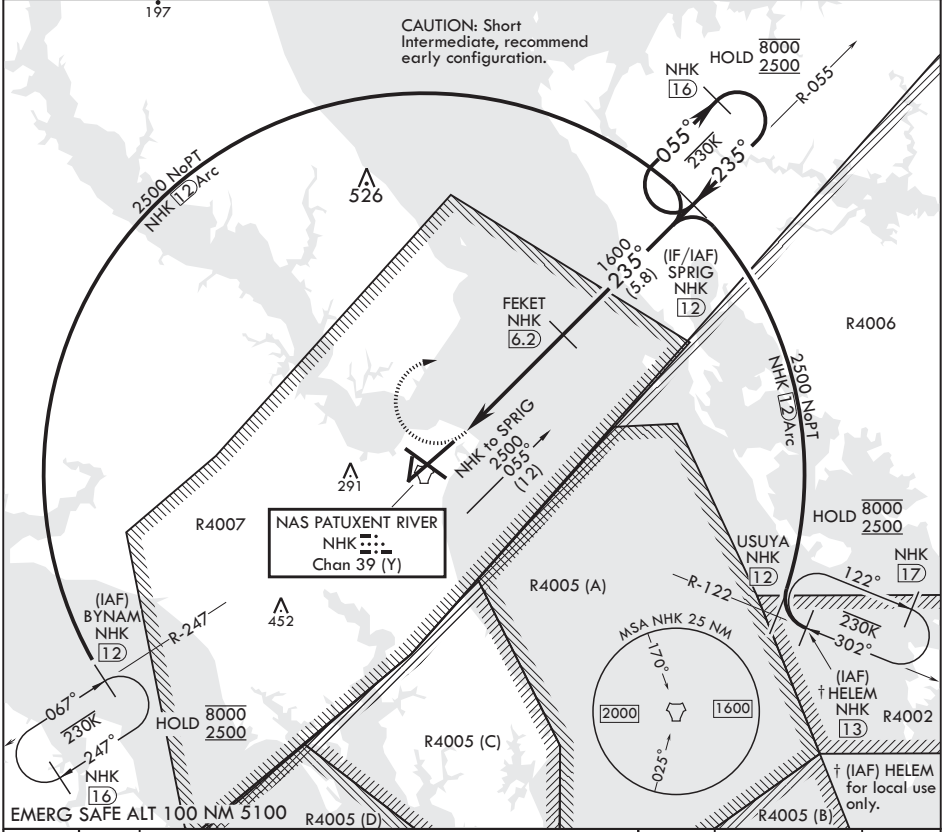 197
CAUTION: Short
Intermediate, recommend
early configuration.
HOLD 8000
2500
NHK
16
R-055
055°
230K
235°
2500 NoPT
NHK 12 Arc
526
1600
235°
(5.8)
(IF/IAF)
SPRIG
NHK
12
FEKET
NHK
6.2
R4006
2500 NoPT
NHK 12 Arc
NHK to SPRIG
2500
055°
(12)
291
NAS PATUXENT RIVER
NHK
Chan 39 (Y)
R4007
HOLD 8000
2500
USUYA
NHK
12
NHK
17
R-122
122°
230K
302°
R4005 (A)
452
(IAF)
BYNAM
NHK
12
R-247
067°
230K
247°
HOLD 8000
2500
NHK
16
MSA NHK 25 NM
170°
2000
1600
025°
(IAF)
† HELEM
NHK
13
R4002
R4005 (C)
† (IAF) HELEM
for local use
only.
EMERG SAFE ALT 100 NM 5100
R4005 (D)
R4005 (B)